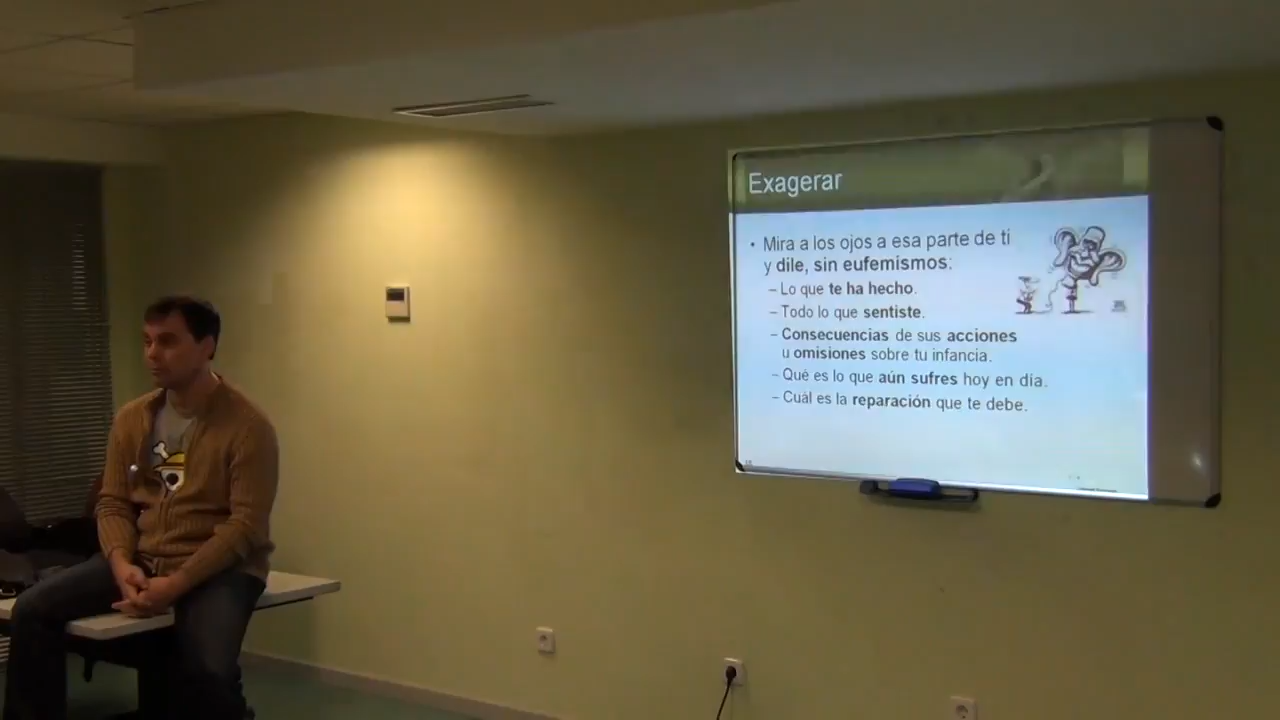 Exagerar
• Mira a los ojos a esa parte de ti
y dile, sin eufemismos:
– Lo que te ha hecho.
– Todo lo que sentiste.
– Consecuencias de sus acciones
u omisiones sobre tu infancia.
– Qué es lo que aún sufres hoy en día.
– Cuál es la reparación que te debe.